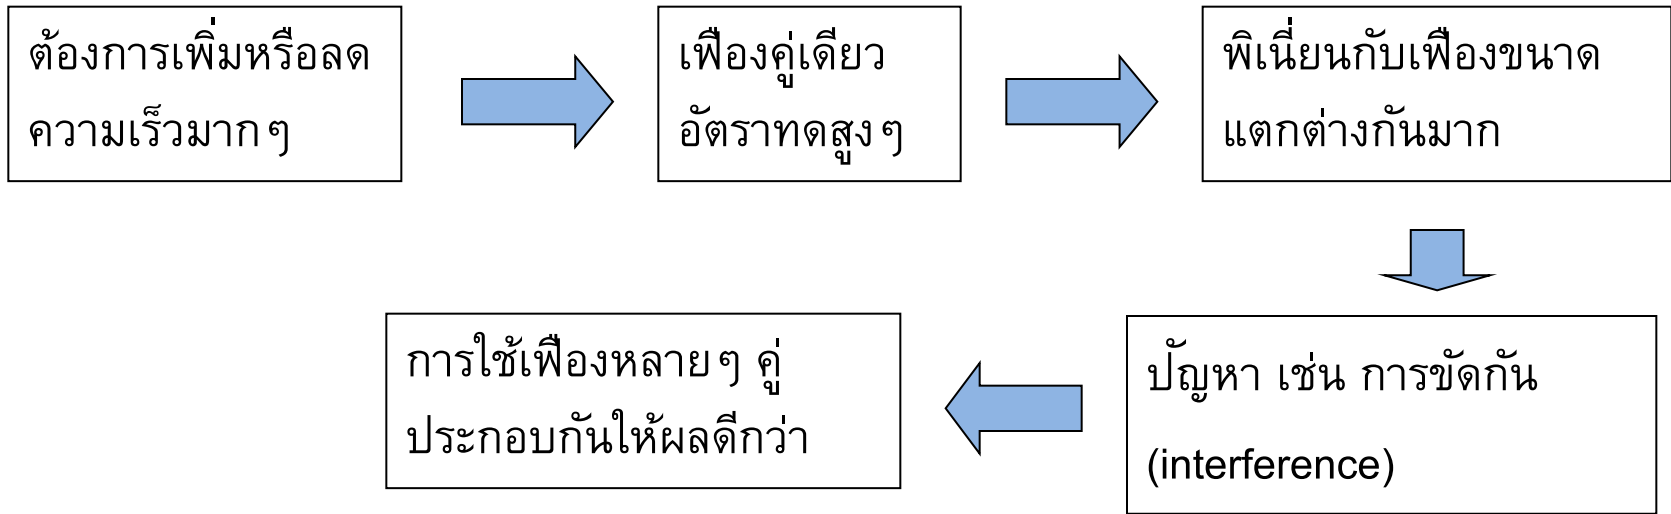 ต้องการเพิ่มหรือลด
ความเร็วมากๆ
เฟืองคู่เดียว
อัตราทดสูงๆ
พิเนี่ยนกับเฟืองขนาด
แตกต่างกันมาก
ปัญหา เช่น การขัดกัน
(interference)
การใช้เฟืองหลายๆ คู่
ประกอบกันให้ผลดีกว่า